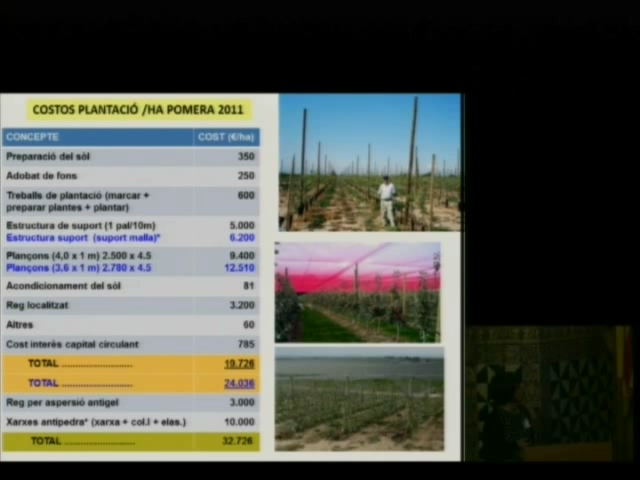 COSTOS PLANTACIÓ /HA POMERA 2011
CONCEPTE COST (€/ha)
Preparació del sòl 350
Adobat de fons 250
Treballs de plantació (marcar + 600
preparar plantes + plantar)
Estructura de suport (1 pal/10m) 5.000
Estructura suport (suport malla)* 6.200
Plançons (4,0 x 1 m) 2.500 x 4.5 9.400
Plançons (3,6 x 1 m) 2.780 x 4.5 12.510
Acondicionament del sòl 81
Reg localitzat 3.200
Altres 60
Cost interès capital circulant 785
TOTAL ........................... 19.726
TOTAL ........................... 24.036
Reg per aspersió antigel 3.000
Xarxes antipedra* (xarxa + col.l + elas.) 10.000
TOTAL ........................... 32.726